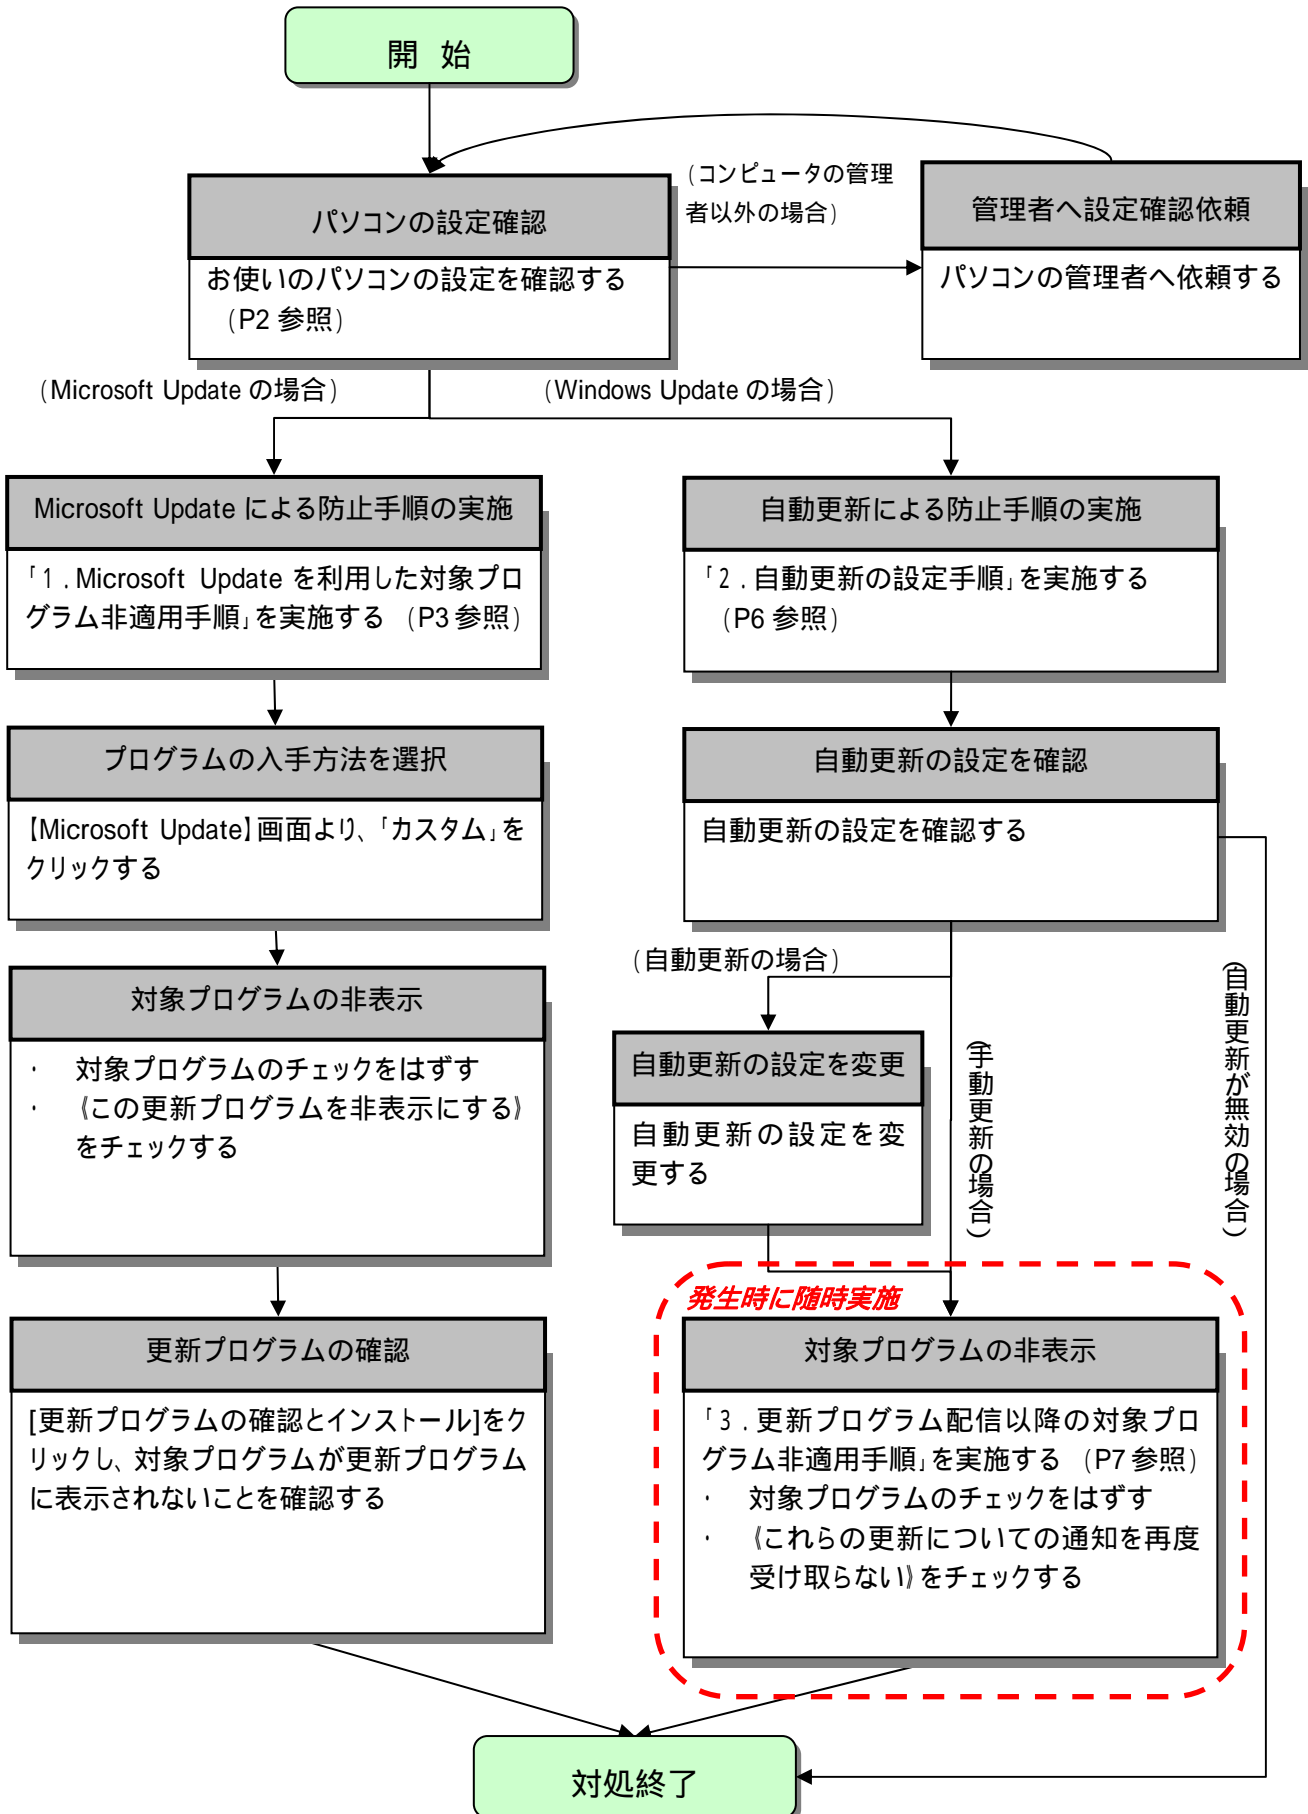 開 始
(コンピュータの管理
者以外の場合)
パソコンの設定確認
お使いのパソコンの設定を確認する
(P2 参照)
管理者へ設定確認依頼
パソコンの管理者へ依頼する
(Microsoft Update の場合)
(Windows Update の場合)
Microsoft Update による防止手順の実施
「1.Microsoft Update を利用した対象プロ
グラム非適用手順」を実施する (P3 参照)
自動更新による防止手順の実施
「2.自動更新の設定手順」を実施する
(P6 参照)
プログラムの入手方法を選択
【Microsoft Update】画面より、「カスタム」を
クリックする
自動更新の設定を確認
自動更新の設定を確認する
(自動更新の場合)
(手動更新の場合)
(自動更新が無効の場合)
対象プログラムの非表示
・ 対象プログラムのチェックをはずす
・ 《この更新プログラムを非表示にする》
をチェックする
自動更新の設定を変更
自動更新の設定を変
更する
更新プログラムの確認
[更新プログラムの確認とインストール]をク
リックし、対象プログラムが更新プログラム
に表示されないことを確認する
発生時に随時実施
対象プログラムの非表示
「3.更新プログラム配信以降の対象プロ
グラム非適用手順」を実施する (P7 参照)
・ 対象プログラムのチェックをはずす
・ 《これらの更新についての通知を再度
受け取らない》をチェックする
対処終了